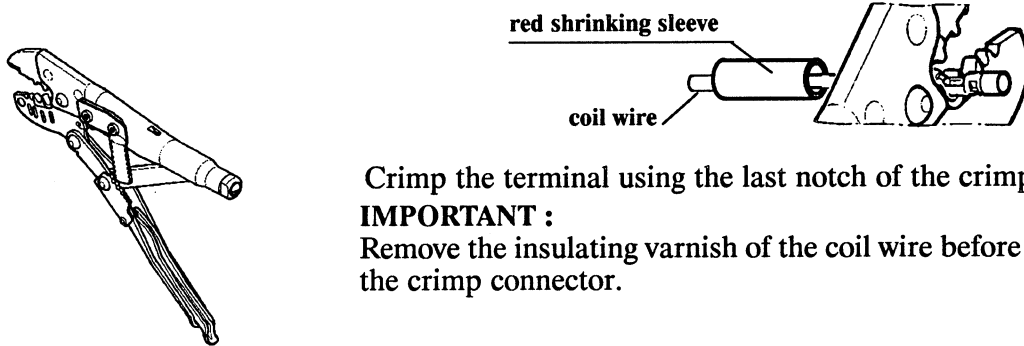 red shrinking sleeve
coil wire
Crimp the terminal using the last notch of the crimp
IMPORTANT :
Remove the insulating varnish of the coil wire before
the crimp connector.